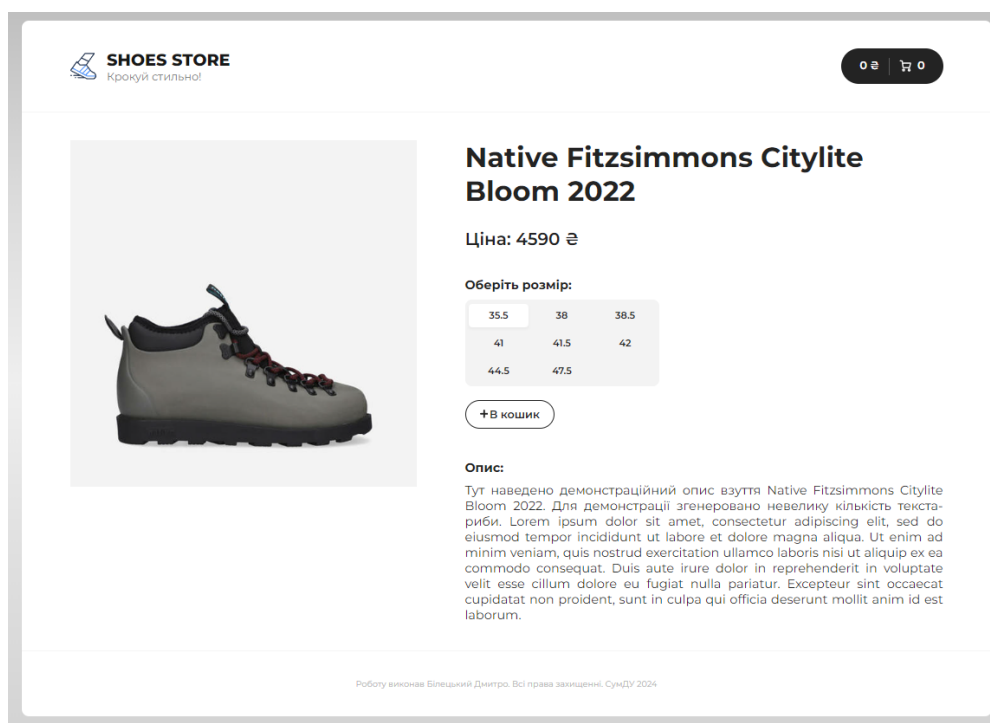 SHOES STORE
Крокуй стильно!
0 ₴ 0
Native Fitzsimmons Citylite
Bloom 2022
Ціна: 4590 ₴
Оберіть розмір:
35.5 38 38.5
41 41.5 42
44.5 47.5
+В кошик
Опис:
Тут наведено демонстраційний опис взуття Native Fitzsimmons Citylite
Bloom 2022. Для демонстрації згенеровано невелику кількість текста-
риби. Lorem ipsum dolor sit amet, consectetur adipiscing elit, sed do
eiusmod tempor incididunt ut labore et dolore magna aliqua. Ut enim ad
minim veniam, quis nostrud exercitation ullamco laboris nisi ut aliquip ex ea
commodo consequat. Duis aute irure dolor in reprehenderit in voluptate
velit esse cillum dolore eu fugiat nulla pariatur. Excepteur sint occaecat
cupidatat non proident, sunt in culpa qui officia deserunt mollit anim id est
laborum.
Роботу виконав Білецький Дмитро. Всі права захищенні. СумДУ 2024